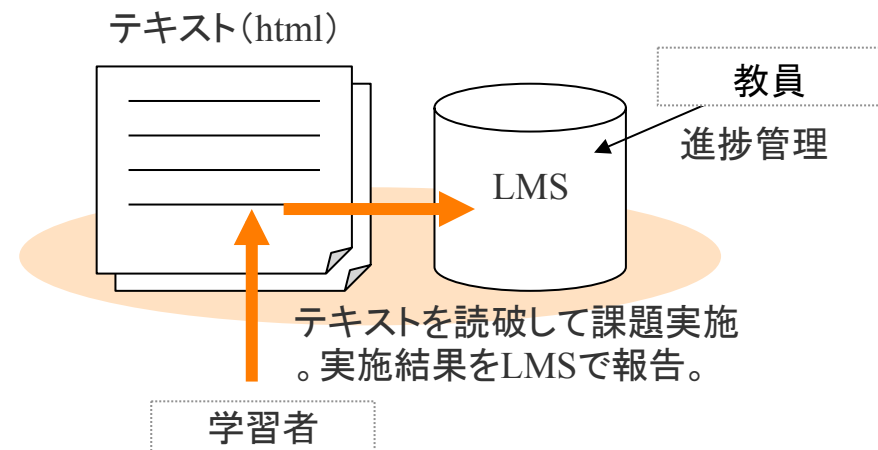 テキスト（html）
教員
進捗管理
LMS
テキストを読破して課題実施
。実施結果をLMSで報告。
学習者